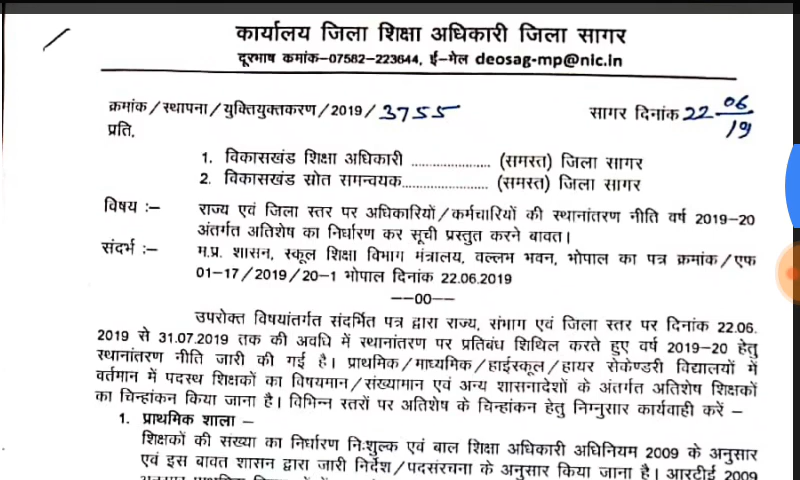 कार्यालय जिला शिक्षा अधिकारी जिला सागर
दूरभाष कमांक–07582–223644, ई–मेल deosag-mp@nic.in
क्रमांक/स्थापना/युक्तियुक्तकरण/2019/3755 सागर दिनांक 22 06/19
प्रति,
1. विकासखंड शिक्षा अधिकारी ...................... (समस्त) जिला सागर
2. विकासखंड स्रोत समन्वयक........................ (समस्त) जिला सागर
विषय :– राज्य एवं जिला स्तर पर अधिकारियों/कर्मचारियों की स्थानांतरण नीति वर्ष 2019–20
अंतर्गत अतिशेष का निर्धारण कर सूची प्रस्तुत करने बावत।
संदर्भ :– म.प्र. शासन, स्कूल शिक्षा विभाग मंत्रालय, वल्लभ भवन, भोपाल का पत्र क्रमांक/एफ
01–17/2019/20–1 भोपाल दिनांक 22.06.2019
––00––
उपरोक्त विषयांतर्गत संदर्भित पत्र द्वारा राज्य, संभाग एवं जिला स्तर पर दिनांक 22.06.
2019 से 31.07.2019 तक की अवधि में स्थानांतरण पर प्रतिबंध शिथिल करते हुए वर्ष 2019–20 हेतु
स्थानांतरण नीति जारी की गई है। प्राथमिक/माध्यमिक/हाईस्कूल/हायर सेकेण्डरी विद्यालयों में
वर्तमान में पदस्थ शिक्षकों का विषयमान/संख्यामान एवं अन्य शासनादेशों के अंतर्गत अतिशेष शिक्षकों
का चिन्हांकन किया जाना है। विभिन्न स्तरों पर अतिशेष के चिन्हांकन हेतु निम्नुसार कार्यवाही करें –
1. प्राथमिक शाला –
शिक्षकों की सख्या का निर्धारण निःशुल्क एवं बाल शिक्षा अधिकारी अधिनियम 2009 के अनुसार
एवं इस बावत शासन द्वारा जारी निर्देश/पदसंरचना के अनुसार किया जाना है। आरटीई 2009